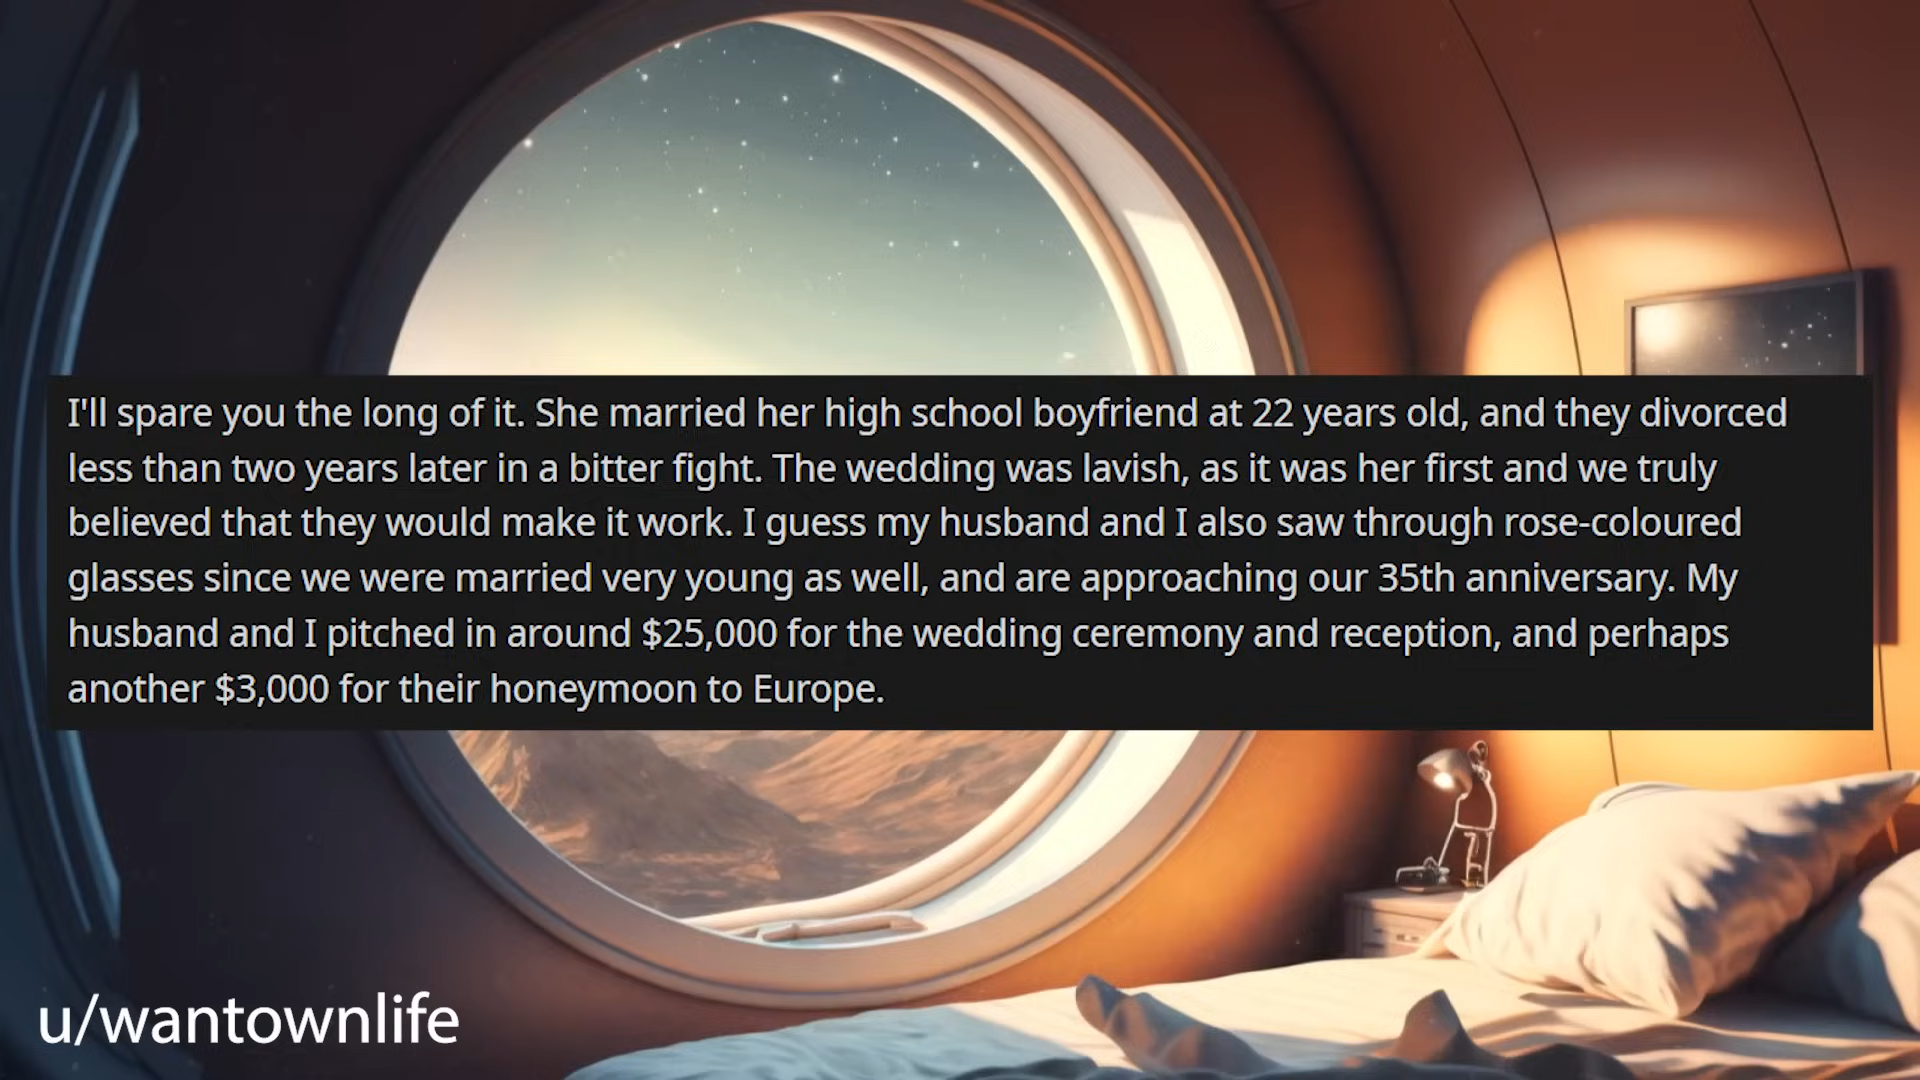 I'll spare you the long of it. She married her high school boyfriend at 22 years old, and they divorced
less than two years later in a bitter fight. The wedding was lavish, as it was her first and we truly
believed that they would make it work. I guess my husband and I also saw through rose-coloured
glasses since we were married very young as well, and are approaching our 35th anniversary. My
husband and I pitched in around $25,000 for the wedding ceremony and reception, and perhaps
another $3,000 for their honeymoon to Europe.
u/wantownlife